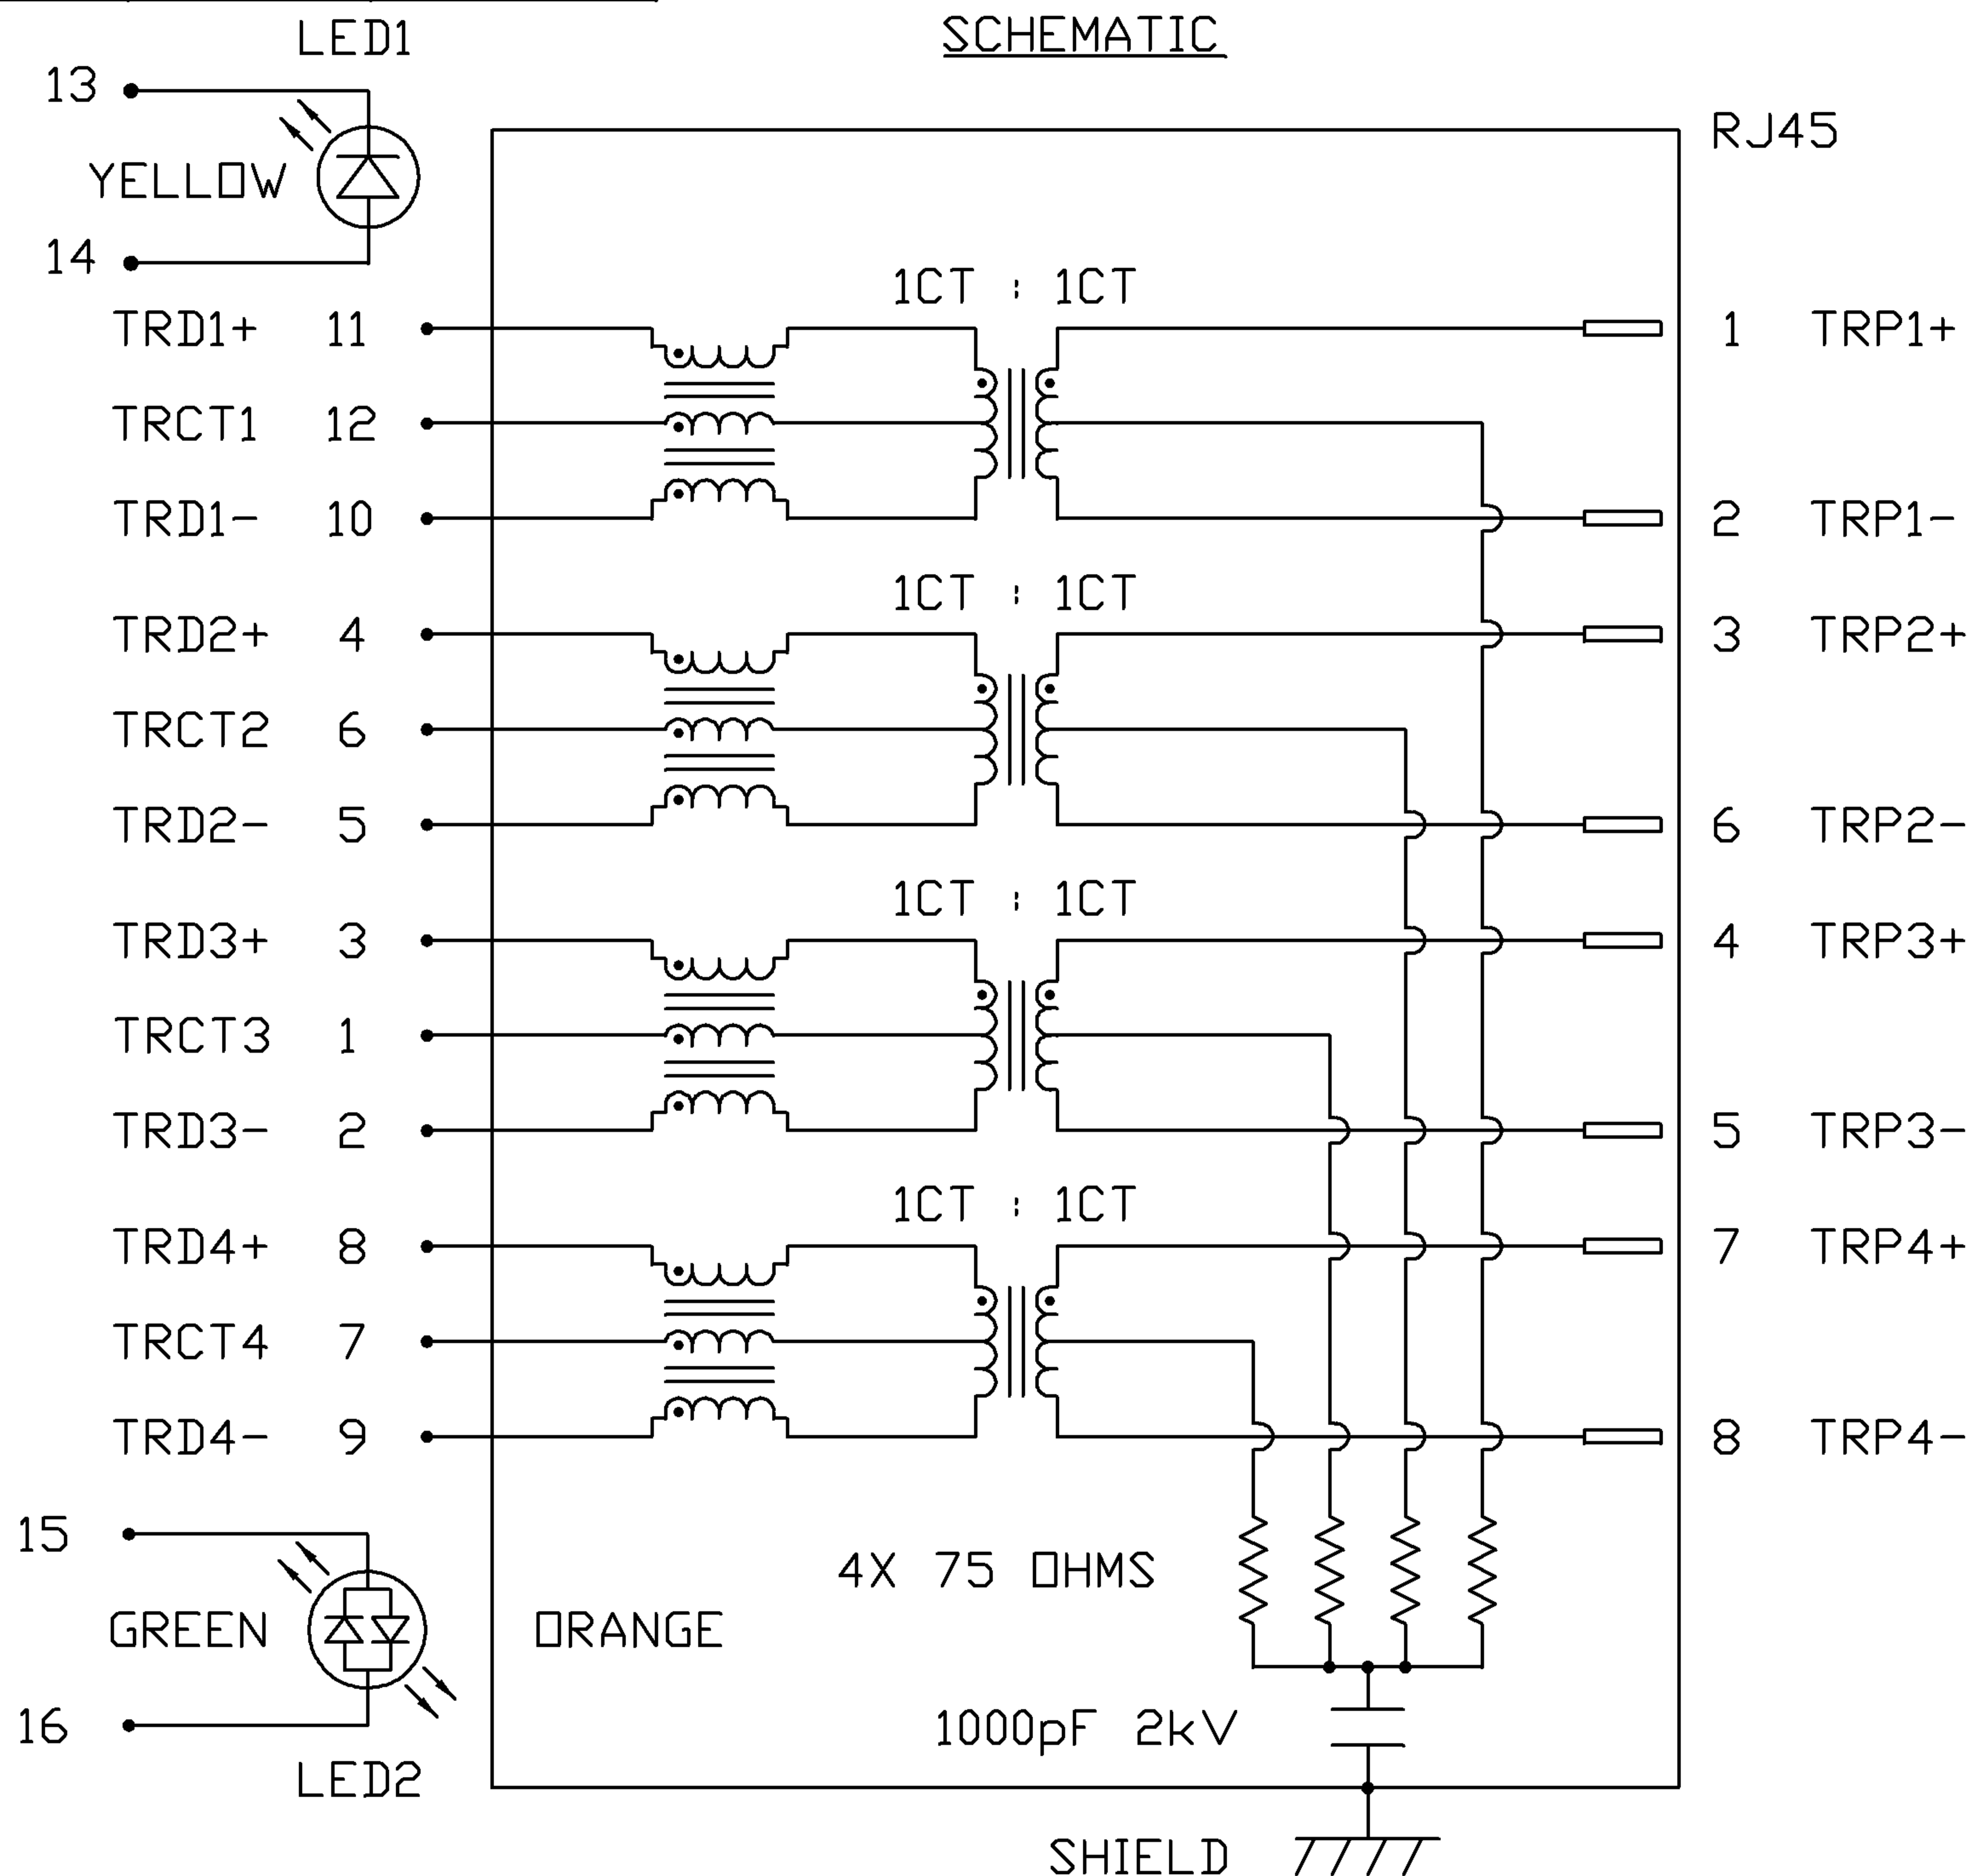 LED1
SCHEMATIC
13
RJ45
YELLOW
14
1CT : 1CT
TRD1+ 11
1 TRP1+
TRCT1 12
TRD1- 10
2 TRP1-
1CT : 1CT
TRD2+ 4
3 TRP2+
TRCT2 6
TRD2- 5
6 TRP2-
1CT : 1CT
TRD3+ 3
4 TRP3+
TRCT3 1
TRD3- 2
5 TRP3-
1CT : 1CT
TRD4+ 8
7 TRP4+
TRCT4 7
TRD4- 9
8 TRP4-
15
4X 75 OHMS
GREEN
ORANGE
16
1000pF 2kV
LED2
SHIELD